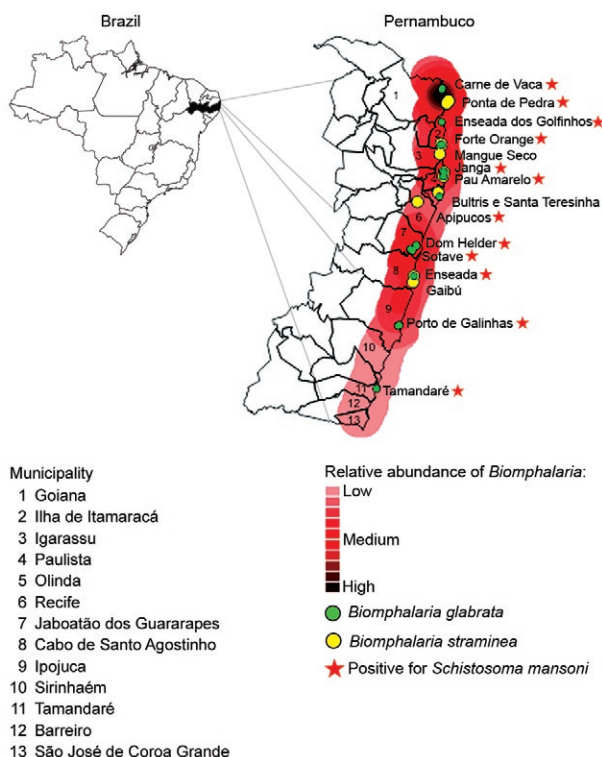 Brazil
Pernambuco
Carne de Vaca
Ponta de Pedra
Enseada dos Golfinhos
Forte Orange
Mangue Seco
Janga
Pau Amarelo
Bultris e Santa Teresinha
Apipucos
Dom Helder
Sotave
Enseada
Gaibú
Porto de Galinhas
Tamandaré
1
2
3
6
7
8
9
10
11
12
13
Municipality
1 Goiana
2 Ilha de Itamaracá
3 Igarassu
4 Paulista
5 Olinda
6 Recife
7 Jaboatão dos Guararapes
8 Cabo de Santo Agostinho
9 Ipojuca
10 Sirinhaém
11 Tamandaré
12 Barreiro
13 São José de Coroa Grande
Relative abundance of Biomphalaria:
Low
Medium
High
Biomphalaria glabrata
Biomphalaria straminea
Positive for Schistosoma mansoni